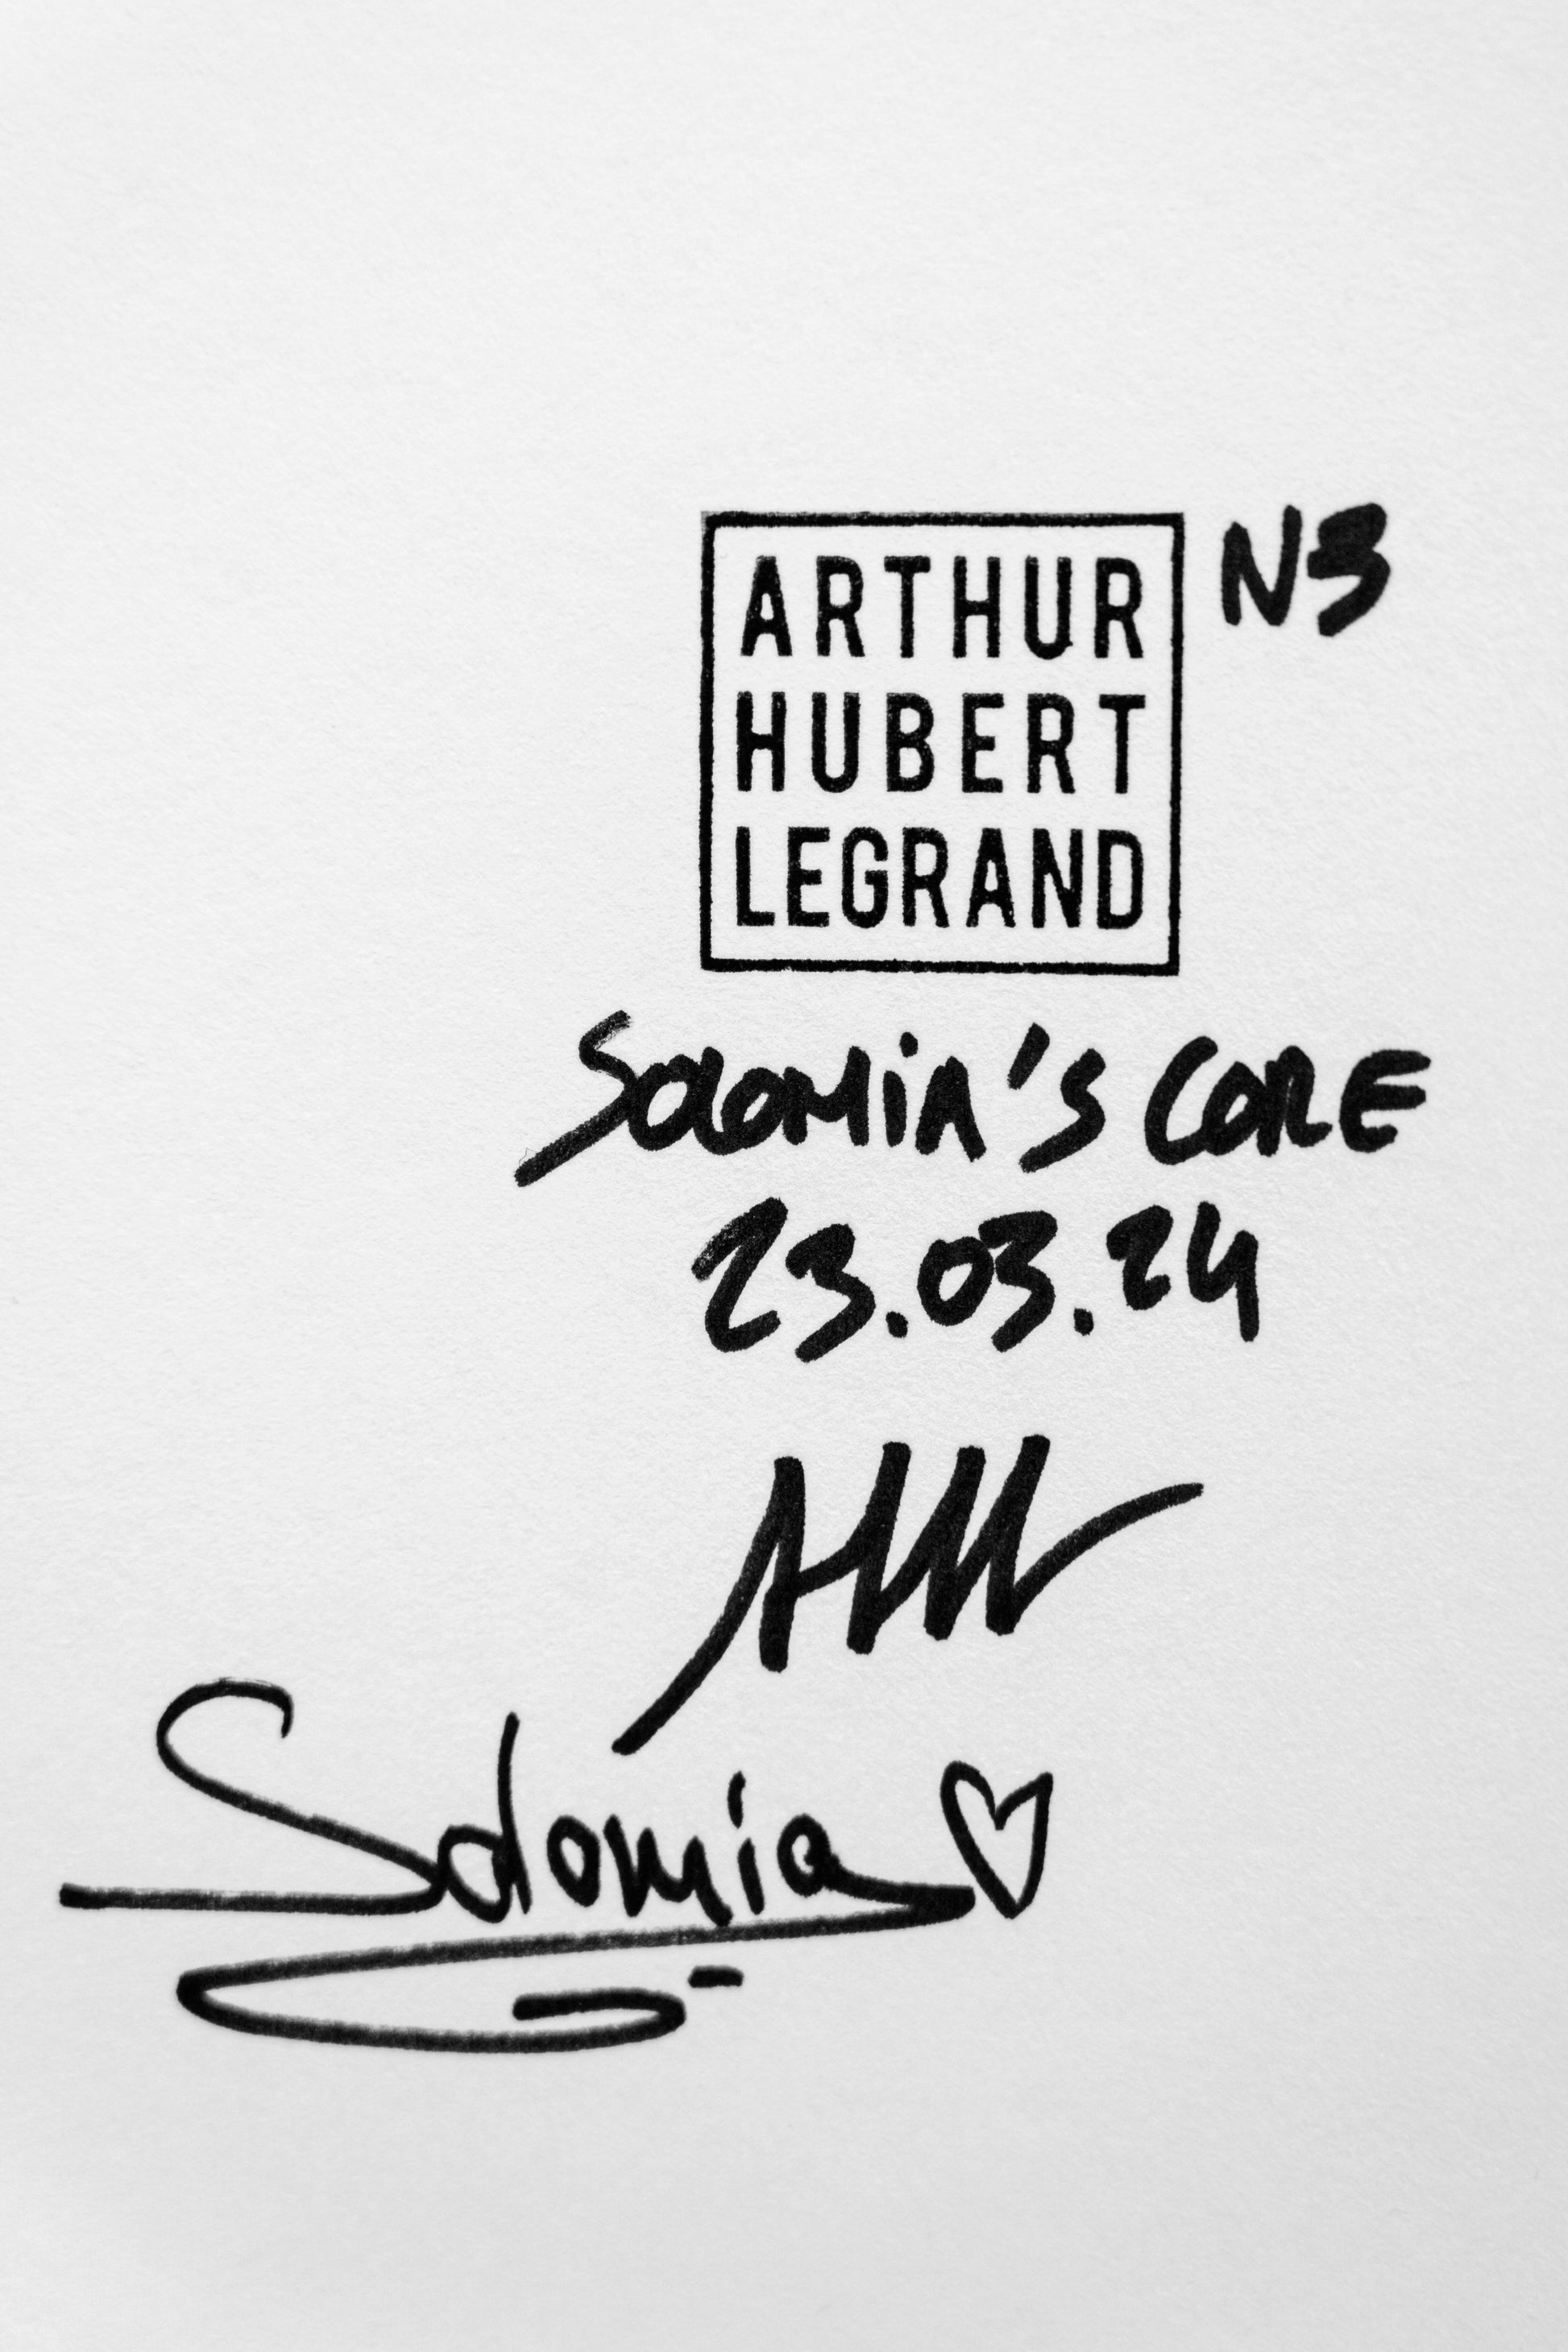 ARTHUR N3
HUBERT
LEGRAND
SOLOMiA'S CORE
23.03.24
Solomia